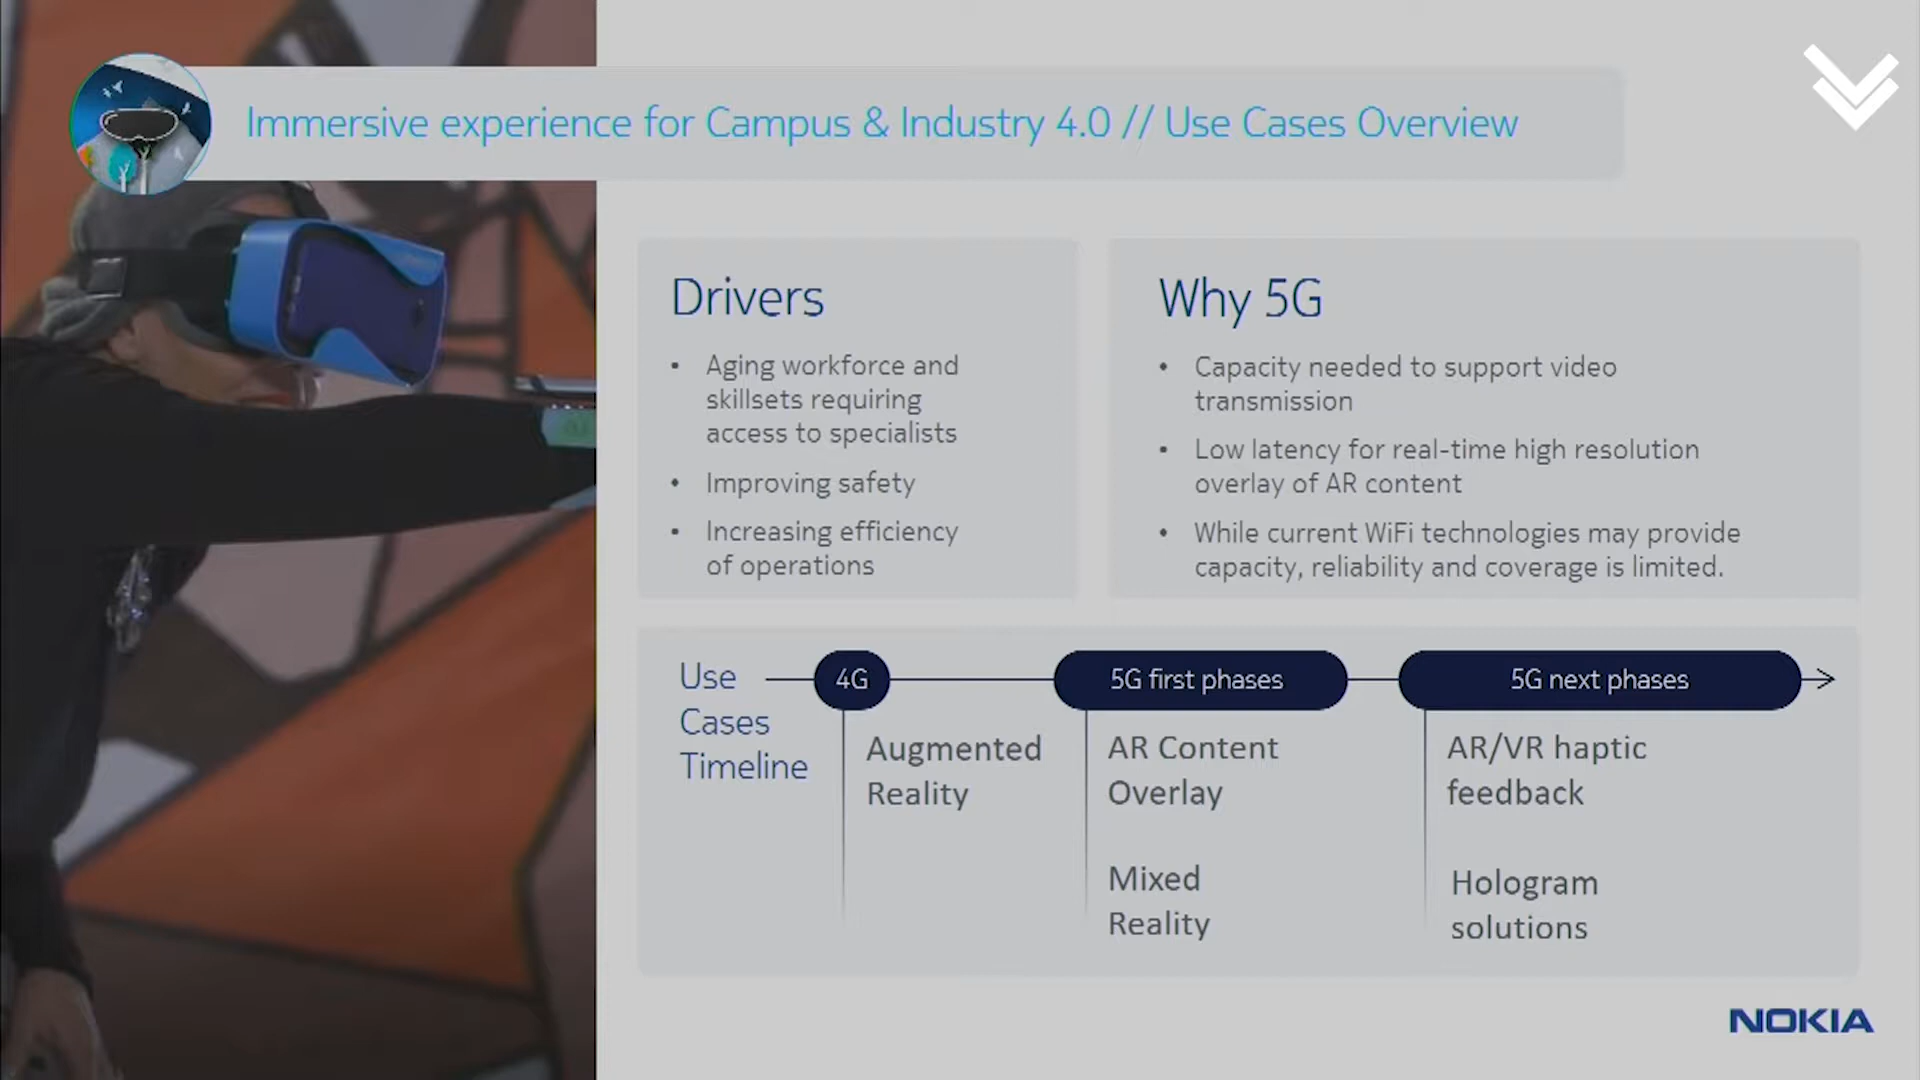 Immersive experience for Campus & Industry 4.0 // Use Cases Overview
Drivers
• Aging workforce and
skillsets requiring
access to specialists
• Improving safety
• Increasing efficiency
of operations
Why 5G
• Capacity needed to support video
transmission
• Low latency for real-time high resolution
overlay of AR content
• While current WiFi technologies may provide
capacity, reliability and coverage is limited.
Use
Cases
Timeline
4G
Augmented
Reality
5G first phases
AR Content
Overlay
Mixed
Reality
5G next phases
AR/VR haptic
feedback
Hologram
solutions
NOKIA